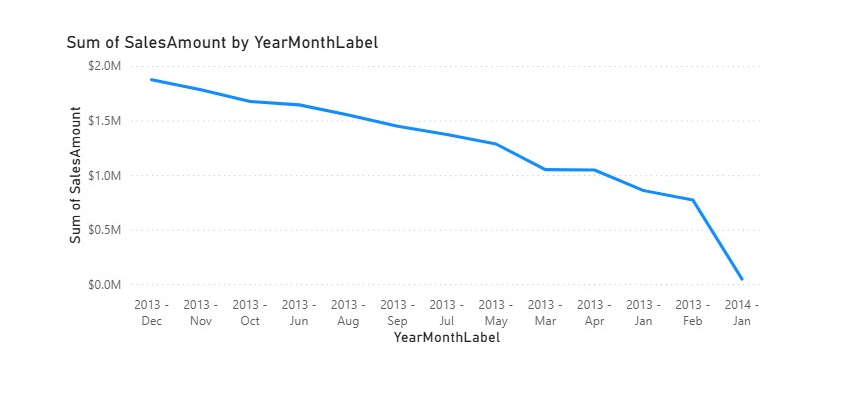 Sum of SalesAmount by YearMonthLabel
$2.0M
$1.5M
$1.0M
$0.5M
$0.0M
Sum of SalesAmount
2013 - 2013 - 2013 - 2013 - 2013 - 2013 - 2013 - 2013 - 2013 - 2013 - 2013 - 2013 - 2014 -
Dec Nov Oct Jun Aug Sep Jul May Mar Apr Jan Feb Jan
YearMonthLabel